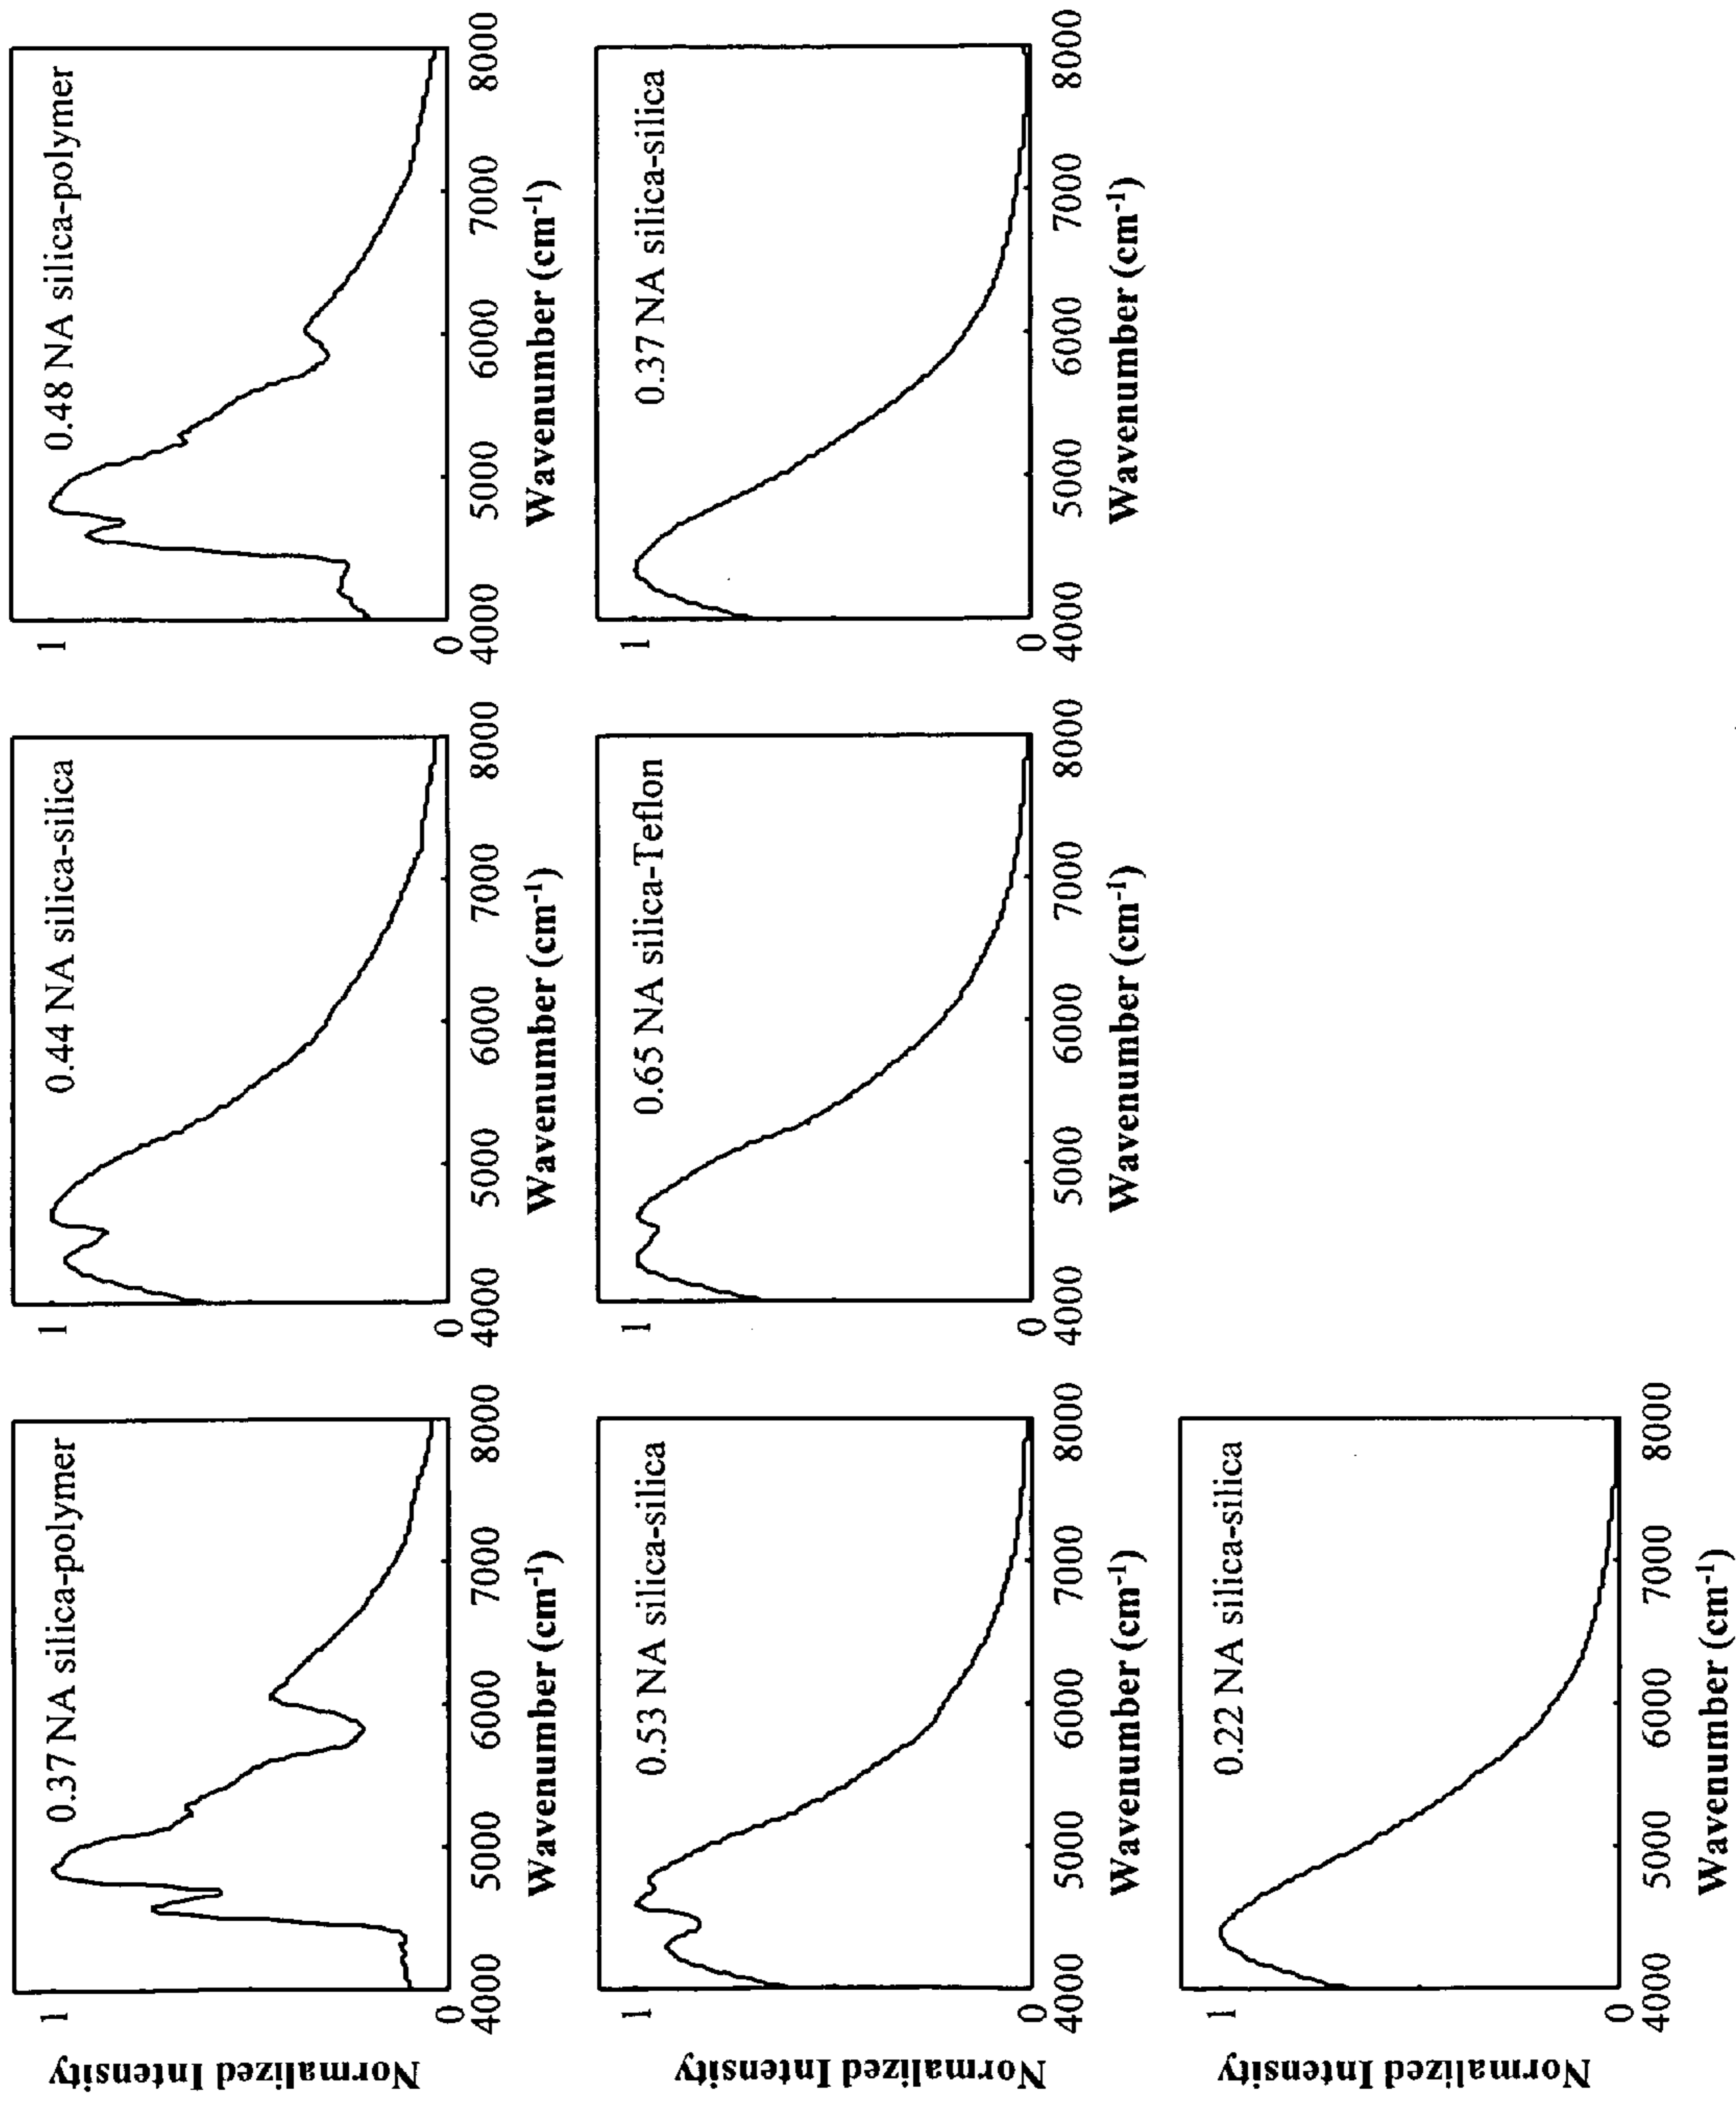 0.37 NA silica-polymer
0.44 NA silica-silica
0.48 NA silica-polymer
Normalized Intensity
1
0
4000 5000 6000 7000 8000
1
0
4000 5000 6000 7000 8000
1
0
4000 5000 6000 7000 8000
Wavenumber (cm⁻¹)
Wavenumber (cm⁻¹)
Wavenumber (cm⁻¹)
0.53 NA silica-silica
0.65 NA silica-Teflon
0.37 NA silica-silica
Normalized Intensity
1
0
4000 5000 6000 7000 8000
1
0
4000 5000 6000 7000 8000
1
0
4000 5000 6000 7000 8000
Wavenumber (cm⁻¹)
Wavenumber (cm⁻¹)
Wavenumber (cm⁻¹)
0.22 NA silica-silica
Normalized Intensity
1
0
4000 5000 6000 7000 8000
Wavenumber (cm⁻¹)